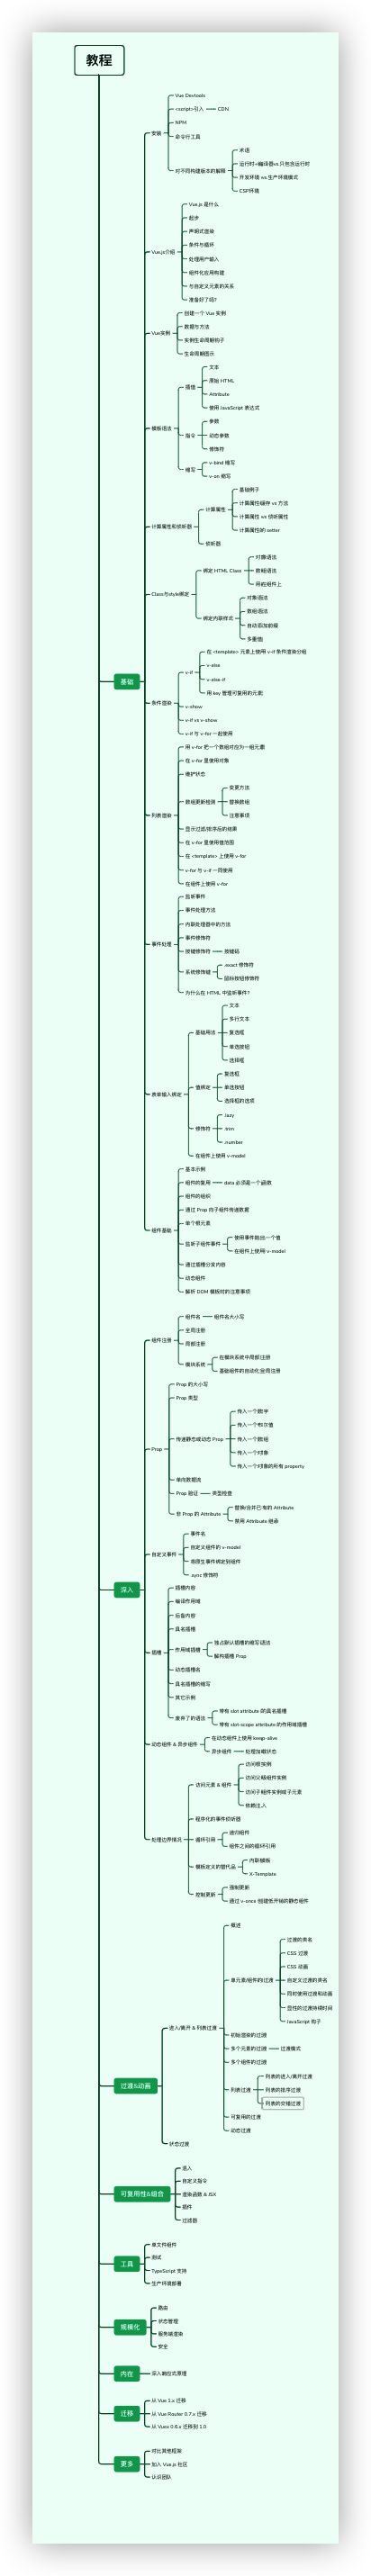 教程
基础
安装
Vue Devtools
<script>引入
CDN
NPM
命令行工具
对不同构建版本的解释
术语
运行时+编译器vs只包含运行时
开发环境 vs 生产环境模式
CSP环境
Vue.js介绍
Vue.js 是什么
起步
声明式渲染
条件与循环
处理用户输入
组件化应用构建
与自定义元素的关系
准备好了吗?
Vue实例
创建一个 Vue 实例
数据与方法
实例生命周期钩子
生命周期图示
模板语法
插值
文本
原始 HTML
Attribute
使用 JavaScript 表达式
指令
参数
动态参数
修饰符
缩写
v-bind 缩写
v-on 缩写
计算属性和侦听器
计算属性
基础例子
计算属性缓存 vs 方法
计算属性 vs 侦听属性
计算属性的 setter
侦听器
Class与style绑定
绑定 HTML Class
对象语法
数组语法
用在组件上
绑定内联样式
对象语法
数组语法
自动添加前缀
多重值
条件渲染
v-if
在 <template> 元素上使用 v-if 条件渲染分组
v-else
v-else-if
用 key 管理可复用的元素
v-show
v-if vs v-show
v-if 与 v-for 一起使用
列表渲染
用 v-for 把一个数组对应为一组元素
在 v-for 里使用对象
维护状态
数组更新检测
变更方法
替换数组
注意事项
显示过滤/排序后的结果
在 v-for 里使用值范围
在 <template> 上使用 v-for
v-for 与 v-if 一同使用
在组件上使用 v-for
事件处理
监听事件
事件处理方法
内联处理器中的方法
事件修饰符
按键修饰符
按键码
系统修饰键
.exact 修饰符
鼠标按钮修饰符
为什么在 HTML 中监听事件?
表单输入绑定
基础用法
文本
多行文本
复选框
单选按钮
选择框
值绑定
复选框
单选按钮
选择框的选项
修饰符
.lazy
.trim
.number
在组件上使用 v-model
组件基础
基本示例
组件的复用
data 必须是一个函数
组件的组织
通过 Prop 向子组件传递数据
单个根元素
监听子组件事件
使用事件抛出一个值
在组件上使用 v-model
通过插槽分发内容
动态组件
解析 DOM 模板时的注意事项
深入
组件注册
组件名
组件名大小写
全局注册
局部注册
模块系统
在模块系统中局部注册
基础组件的自动化全局注册
Prop
Prop 的大小写
Prop 类型
传递静态或动态 Prop
传入一个数字
传入一个布尔值
传入一个数组
传入一个对象
传入一个对象的所有 property
单向数据流
Prop 验证
类型检查
非 Prop 的 Attribute
替换/合并已有的 Attribute
禁用 Attribute 继承
自定义事件
事件名
自定义组件的 v-model
将原生事件绑定到组件
.sync 修饰符
插槽
插槽内容
编译作用域
后备内容
具名插槽
作用域插槽
独占默认插槽的缩写语法
解构插槽 Prop
动态插槽名
具名插槽的缩写
其它示例
废弃了的语法
带有 slot attribute 的具名插槽
带有 slot-scope attribute 的作用域插槽
动态组件 & 异步组件
在动态组件上使用 keep-alive
异步组件
处理加载状态
处理边界情况
访问元素 & 组件
访问根实例
访问父级组件实例
访问子组件实例或子元素
依赖注入
程序化的事件侦听器
循环引用
递归组件
组件之间的循环引用
模板定义的替代品
内联模板
X-Template
控制更新
强制更新
通过 v-once 创建低开销的静态组件
过渡&动画
进入/离开 & 列表过渡
概述
单元素/组件的过渡
过渡的类名
CSS 过渡
CSS 动画
自定义过渡的类名
同时使用过渡和动画
显性的过渡持续时间
JavaScript 钩子
初始渲染的过渡
多个元素的过渡
过渡模式
多个组件的过渡
列表过渡
列表的进入/离开过渡
列表的排序过渡
列表的交错过渡
可复用的过渡
动态过渡
状态过渡
可复用性&组合
混入
自定义指令
渲染函数 & JSX
插件
过滤器
工具
单文件组件
测试
TypeScript 支持
生产环境部署
规模化
路由
状态管理
服务端渲染
安全
内在
深入响应式原理
迁移
从 Vue 1.x 迁移
从 Vue Router 0.7.x 迁移
从 Vuex 0.6.x 迁移到 1.0
更多
对比其他框架
加入 Vue.js 社区
认识团队